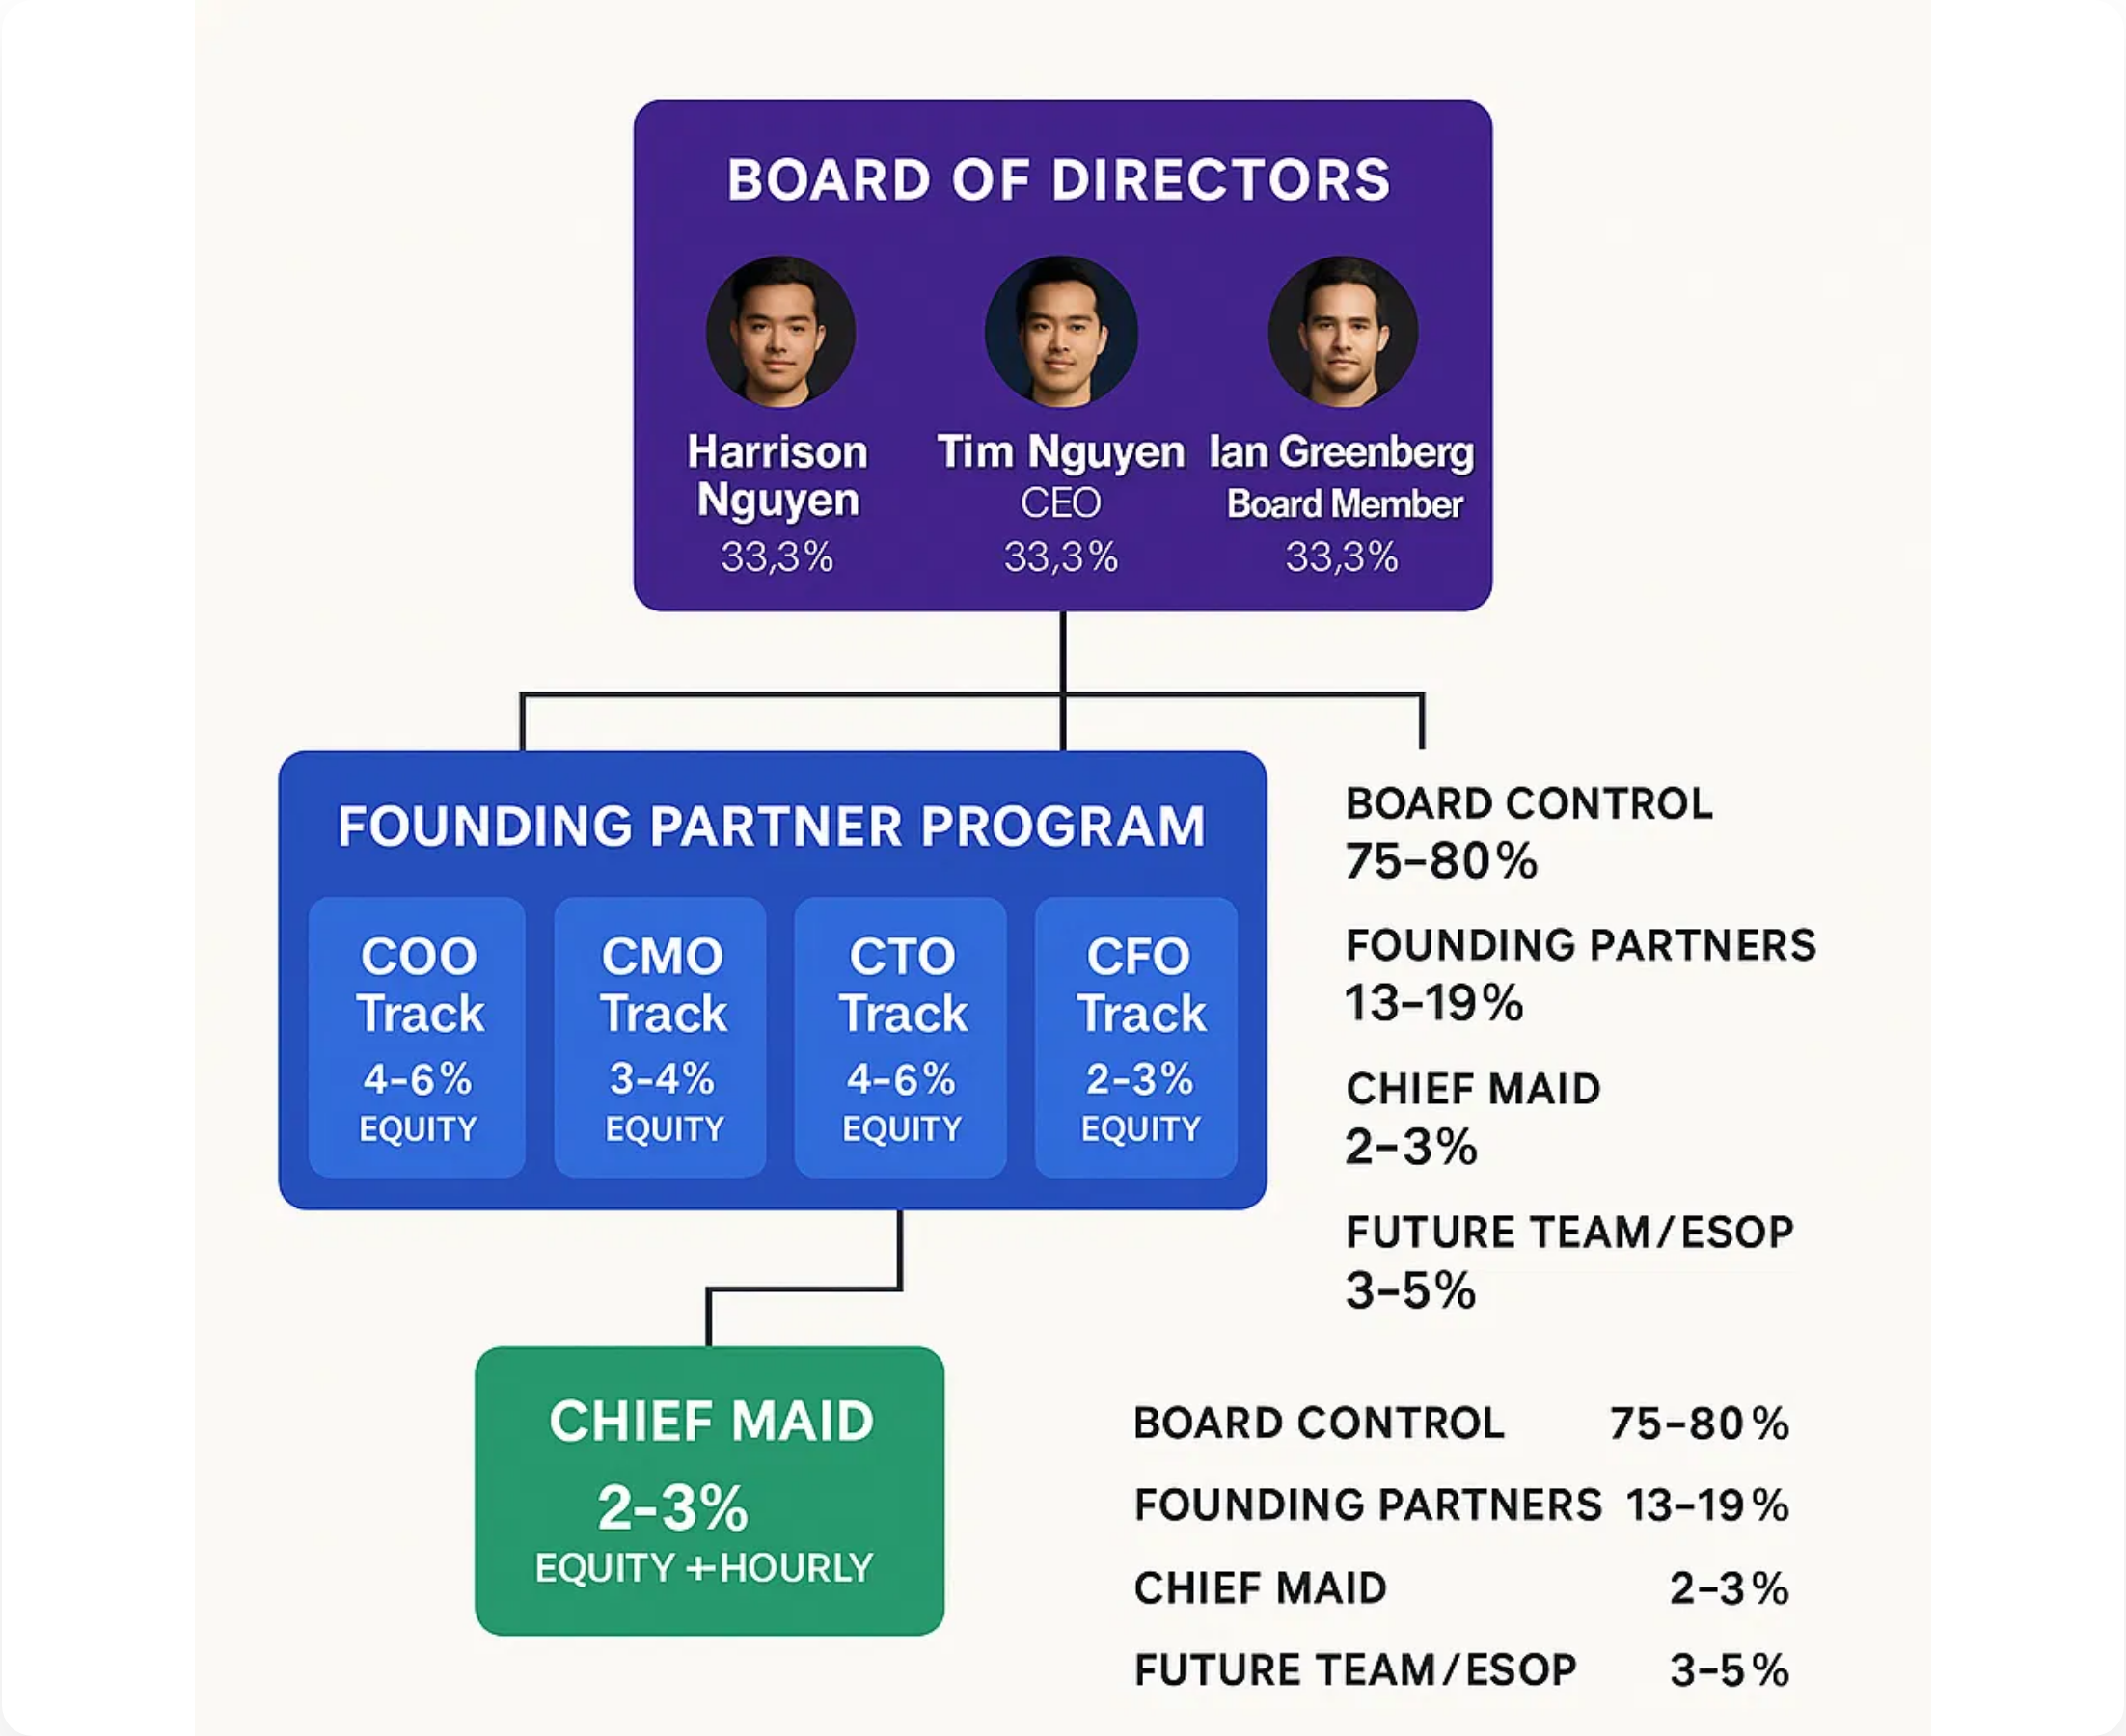 BOARD OF DIRECTORS
Harrison
Nguyen
33,3%
Tim Nguyen
CEO
33,3%
Ian Greenberg
Board Member
33,3%
FOUNDING PARTNER PROGRAM
COO
Track
4-6%
EQUITY
CMO
Track
3-4%
EQUITY
CTO
Track
4-6%
EQUITY
CFO
Track
2-3%
EQUITY
BOARD CONTROL
75–80%
FOUNDING PARTNERS
13–19%
CHIEF MAID
2–3%
FUTURE TEAM/ESOP
3–5%
CHIEF MAID
2-3%
EQUITY +HOURLY
BOARD CONTROL 75–80%
FOUNDING PARTNERS 13–19%
CHIEF MAID 2–3%
FUTURE TEAM/ESOP 3–5%